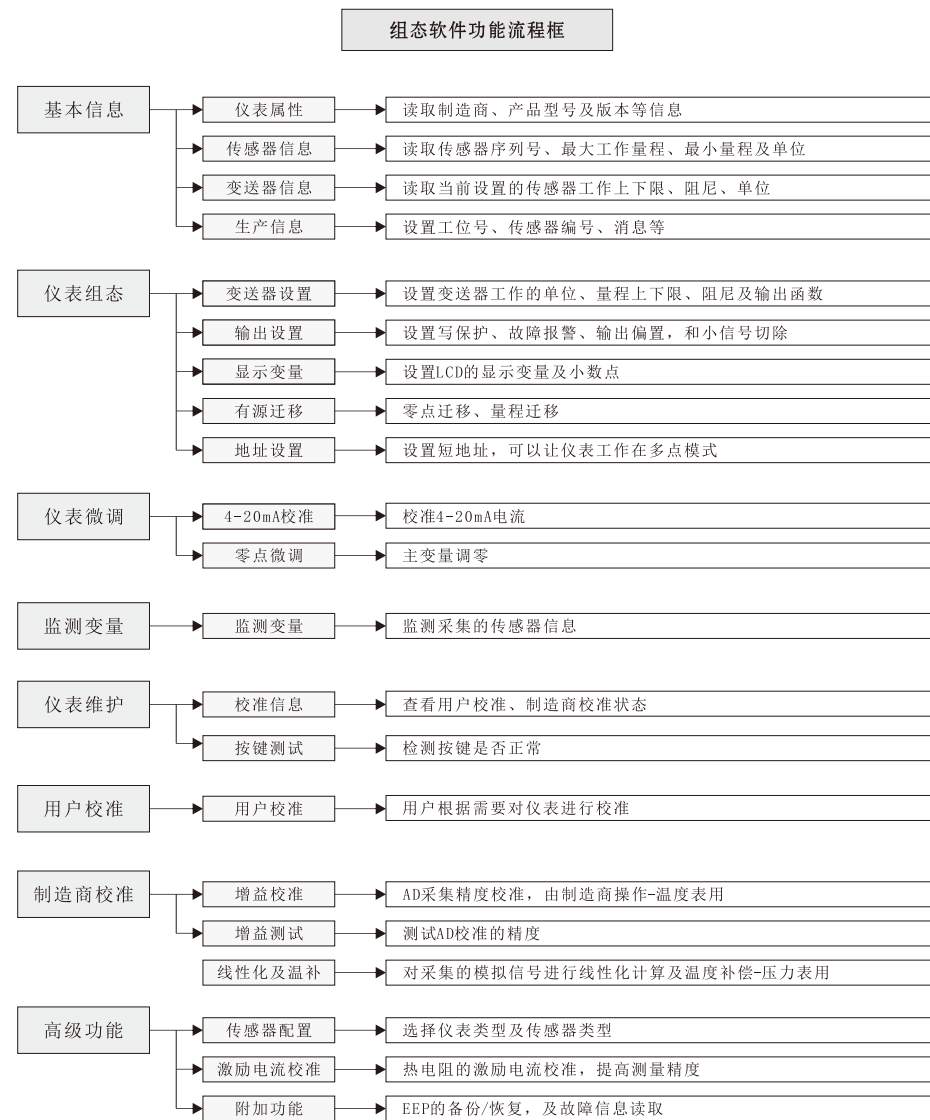 组态软件功能流程框
基本信息
仪表属性
读取制造商、产品型号及版本等信息
传感器信息
读取传感器序列号、最大工作量程、最小量程及单位
变送器信息
读取当前设置的传感器工作上下限、阻尼、单位
生产信息
设置工位号、传感器编号、消息等
仪表组态
变送器设置
设置变送器工作的单位、量程上下限、阻尼及输出函数
输出设置
设置写保护、故障报警、输出偏置，和小信号切除
显示变量
设置LCD的显示变量及小数点
有源迁移
零点迁移、量程迁移
地址设置
设置短地址，可以让仪表工作在多点模式
仪表微调
4-20mA校准
校准4-20mA电流
零点微调
主变量调零
监测变量
监测变量
监测采集的传感器信息
仪表维护
校准信息
查看用户校准、制造商校准状态
按键测试
检测按键是否正常
用户校准
用户校准
用户根据需要对仪表进行校准
制造商校准
增益校准
AD采集精度校准，由制造商操作-温度表用
增益测试
测试AD校准的精度
线性化及温补
对采集的模拟信号进行线性化计算及温度补偿-压力表用
高级功能
传感器配置
选择仪表类型及传感器类型
激励电流校准
热电阻的激励电流校准，提高测量精度
附加功能
EEP的备份/恢复，及故障信息读取